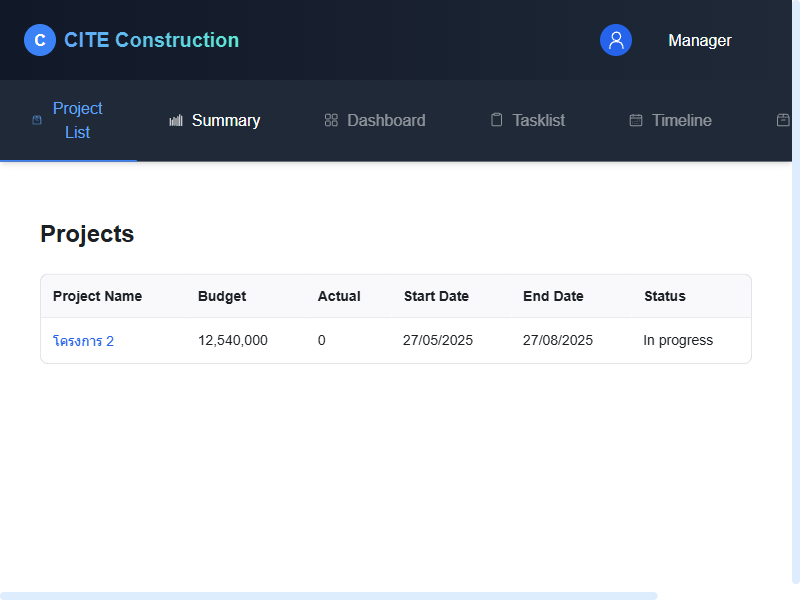 C CITE Construction
Manager
Project
List
Summary
Dashboard
Tasklist
Timeline
Projects
Project Name Budget Actual Start Date End Date Status
โครงการ 2 12,540,000 0 27/05/2025 27/08/2025 In progress